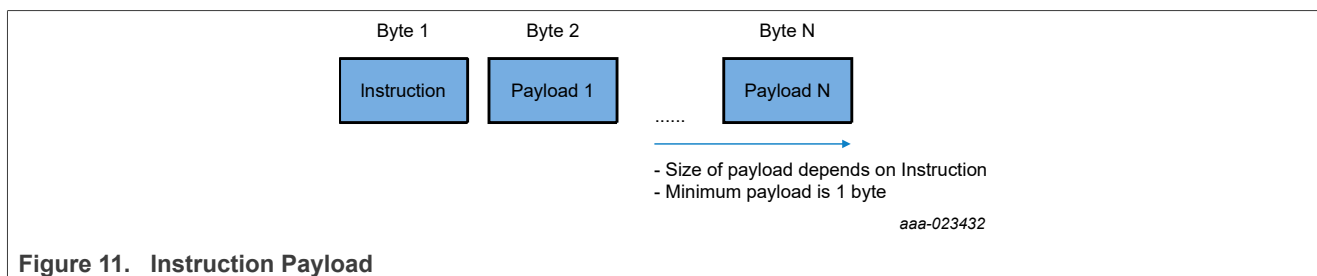 Byte 1 Byte 2 Byte N
Instruction Payload 1 ...... Payload N
- Size of payload depends on Instruction
- Minimum payload is 1 byte
aaa-023432
Figure 11. Instruction Payload